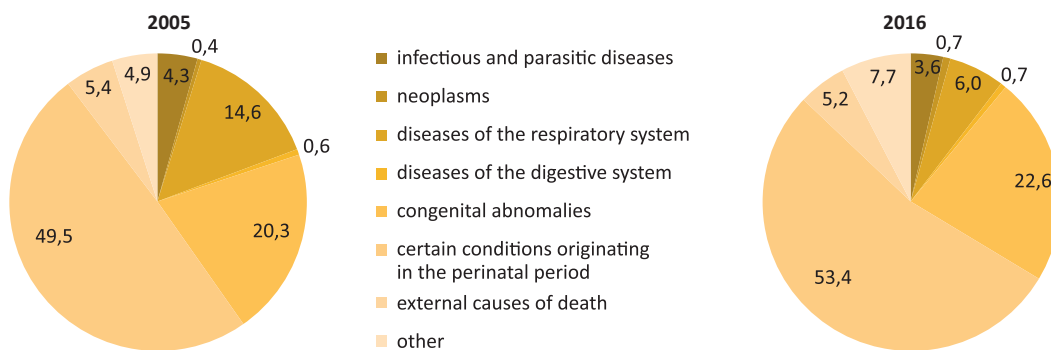 2005
0,4
4,3
4,9
5,4
14,6
0,6
20,3
49,5
infectious and parasitic diseases
neoplasms
diseases of the respiratory system
diseases of the digestive system
congenital abnomalies
certain conditions originating
in the perinatal period
external causes of death
other
2016
0,7
3,6
7,7
6,0
0,7
5,2
22,6
53,4